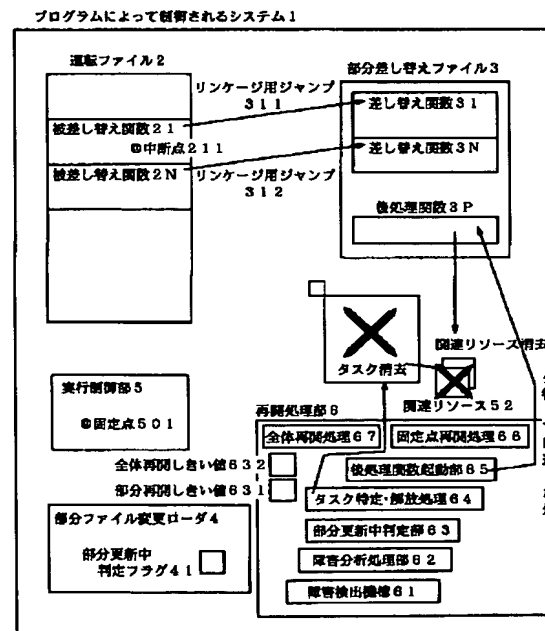 プログラムによって制御されるシステム1
運転ファイル2
部分差し替えファイル3
リンケージ用ジャンプ
311
差し替え関数31
被差し替え関数21
◎中断点211
差し替え関数3N
被差し替え関数2N
リンケージ用ジャンプ
312
後処理関数3P
タスク消去
関連リソース消去
関連リソース52
実行制御部5
◎固定点501
再開処理部6
全体再開処理67
固定点再開処理66
全体再開しきい値632
後処理関数起動部65
部分再開しきい値631
タスク特定・解放処理64
部分ファイル変更ローダ4
部分更新中判定部63
部分更新中
判定フラグ41
障害分析処理部62
障害検出機構61